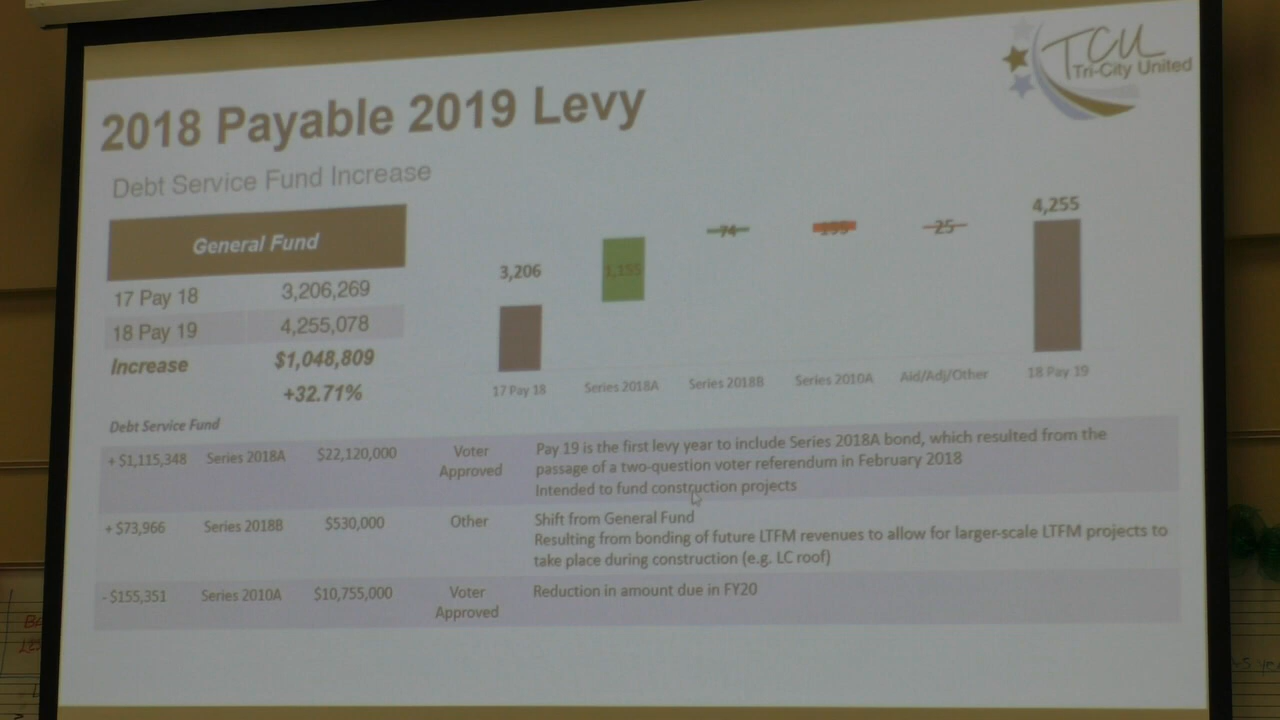 TCU
Tri-City United
2018 Payable 2019 Levy
Debt Service Fund Increase
General Fund
17 Pay 18 3,206,269
18 Pay 19 4,255,078
Increase $1,048,809
+32.71%
3,206
1,155
74
155
25
4,255
17 Pay 18 Series 2018A Series 2018B Series 2010A Aid/Adj/Other 18 Pay 19
Debt Service Fund
+ $1,115,348 Series 2018A $22,120,000 Voter Approved
Pay 19 is the first levy year to include Series 2018A bond, which resulted from the
passage of a two-question voter referendum in February 2018
Intended to fund construction projects
+ $73,966 Series 2018B $530,000 Other
Shift from General Fund
Resulting from bonding of future LTFM revenues to allow for larger-scale LTFM projects to
take place during construction (e.g. LC roof)
- $155,351 Series 2010A $10,755,000 Voter Approved
Reduction in amount due in FY20